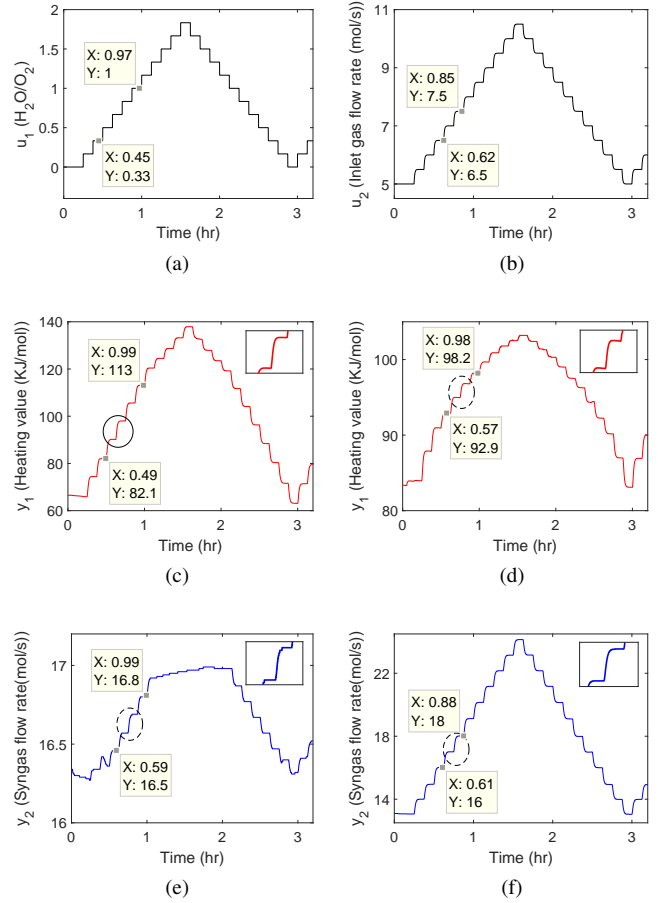 2
1.5
1
0.5
0
X: 0.97
Y: 1
X: 0.45
Y: 0.33
u1 (H2O/O2)
0 1 2 3
Time (hr)
(a)
11
9
7
5
X: 0.85
Y: 7.5
X: 0.62
Y: 6.5
u2 (Inlet gas flow rate (mol/s)
0 1 2 3
Time (hr)
(b)
140
120
100
80
60
X: 0.99
Y: 113
X: 0.49
Y: 82.1
y1 (Heating value (KJ/mol))
0 1 2 3
Time (hr)
(c)
100
90
80
X: 0.98
Y: 98.2
X: 0.57
Y: 92.9
y1 (Heating value (KJ/mol))
0 1 2 3
Time (hr)
(d)
17
16.5
16
X: 0.99
Y: 16.8
X: 0.59
Y: 16.5
y2 (Syngas flow rate(mol/s))
0 1 2 3
Time (hr)
(e)
22
18
14
X: 0.88
Y: 18
X: 0.61
Y: 16
y2 (Syngas flow rate(mol/s))
0 1 2 3
Time (hr)
(f)